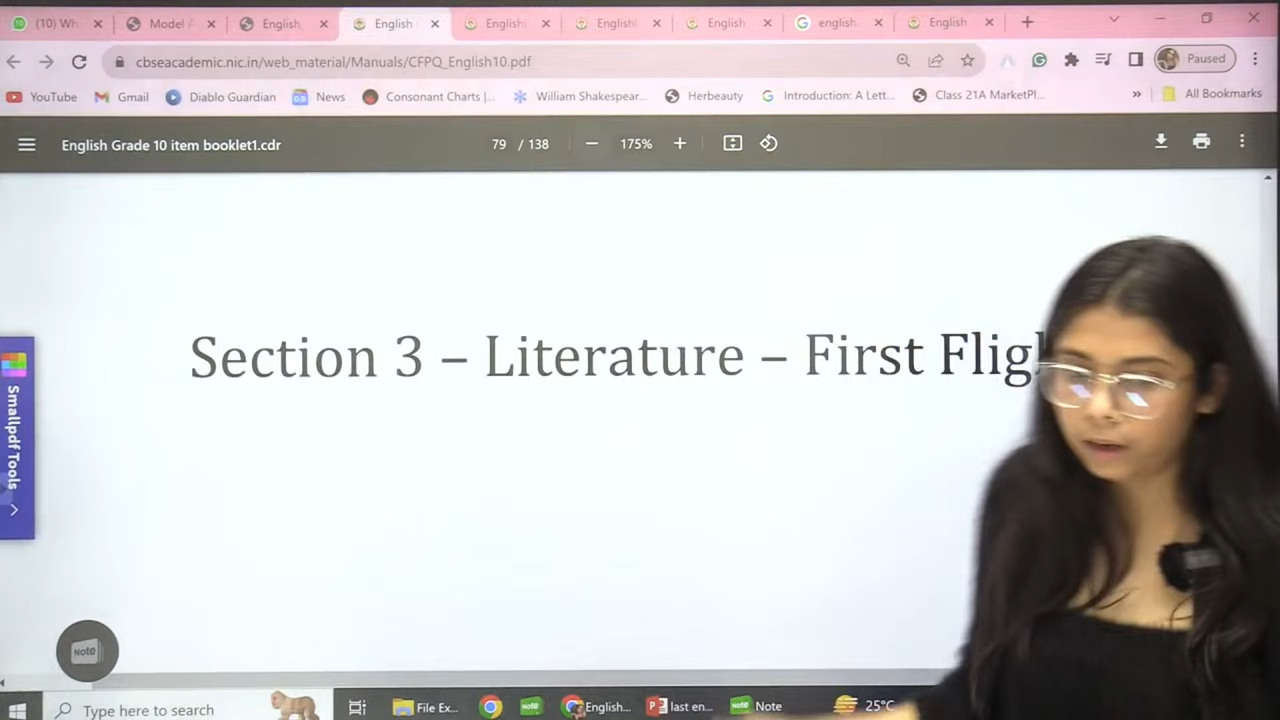 (10) Wh
Model A
English
English
English
English
English
english
English
cbseacademic.nic.in/web_material/Manuals/CFPQ_English10.pdf
Paused
YouTube
Gmail
Diablo Guardian
News
Consonant Charts |...
William Shakespear...
Herbeauty
Introduction: A Lett...
Class 21A MarketPl...
»
All Bookmarks
English Grade 10 item booklet1.cdr
79 / 138
175%
Section 3 – Literature – First Fligh
Smallpdf Tools
Note
Type here to search
File Ex...
English...
last en...
Note
25°C